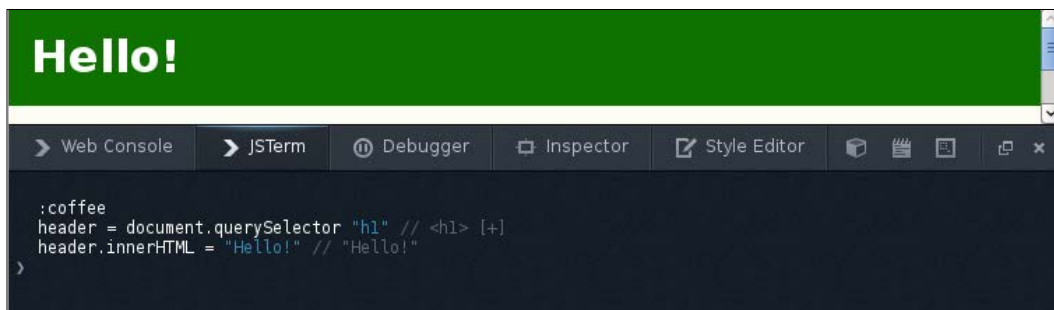 Hello!
Web Console JSTerm Debugger Inspector Style Editor
:coffee
header = document.querySelector "h1" // <h1> [+]
header.innerHTML = "Hello!" // "Hello!"